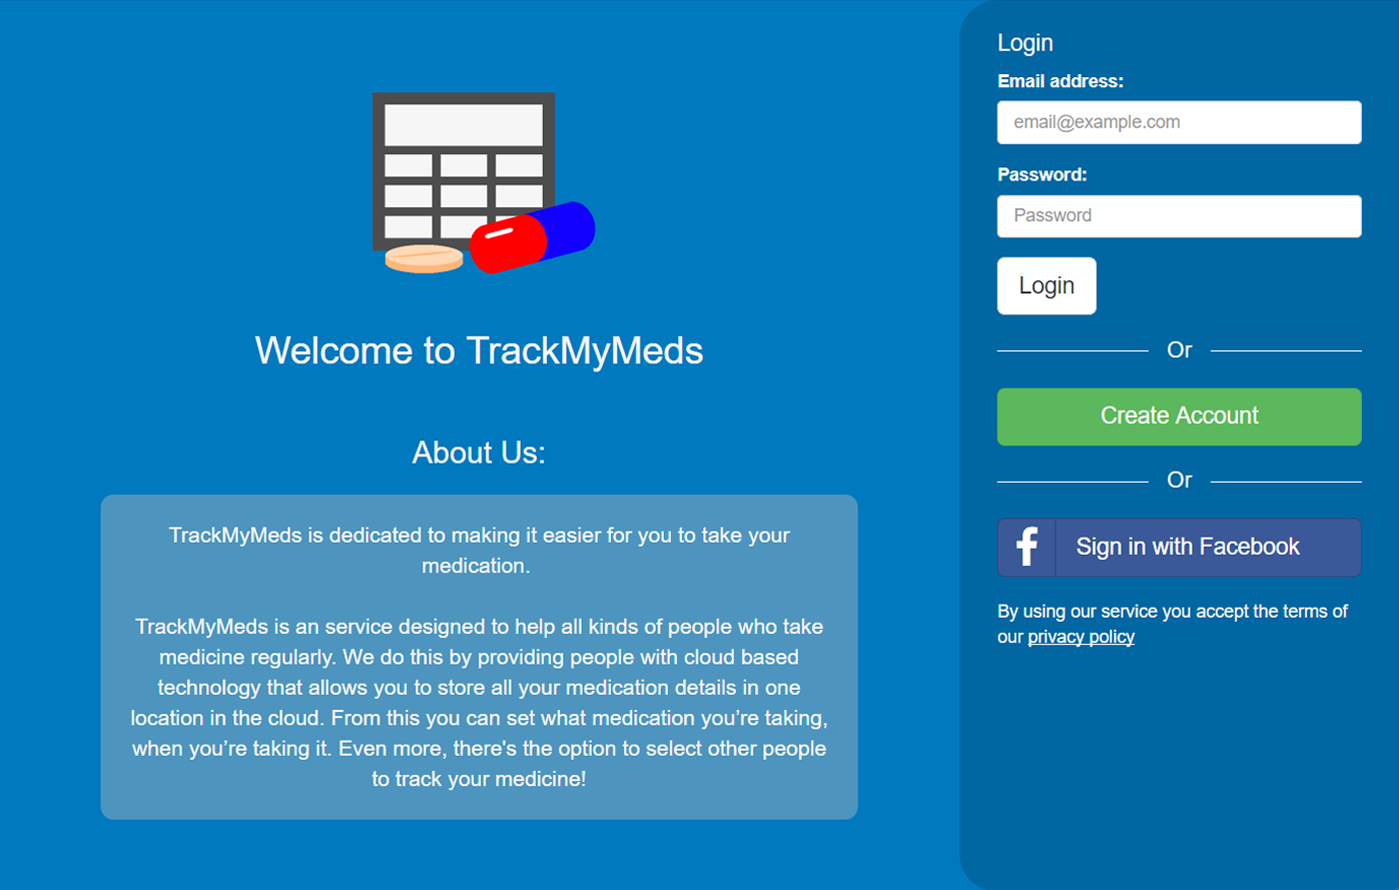 Welcome to TrackMyMeds
About Us:
TrackMyMeds is dedicated to making it easier for you to take your
medication.
TrackMyMeds is an service designed to help all kinds of people who take
medicine regularly. We do this by providing people with cloud based
technology that allows you to store all your medication details in one
location in the cloud. From this you can set what medication you’re taking,
when you’re taking it. Even more, there's the option to select other people
to track your medicine!
Login
Email address:
email@example.com
Password:
Password
Login
Or
Create Account
Or
f
Sign in with Facebook
By using our service you accept the terms of
our privacy policy